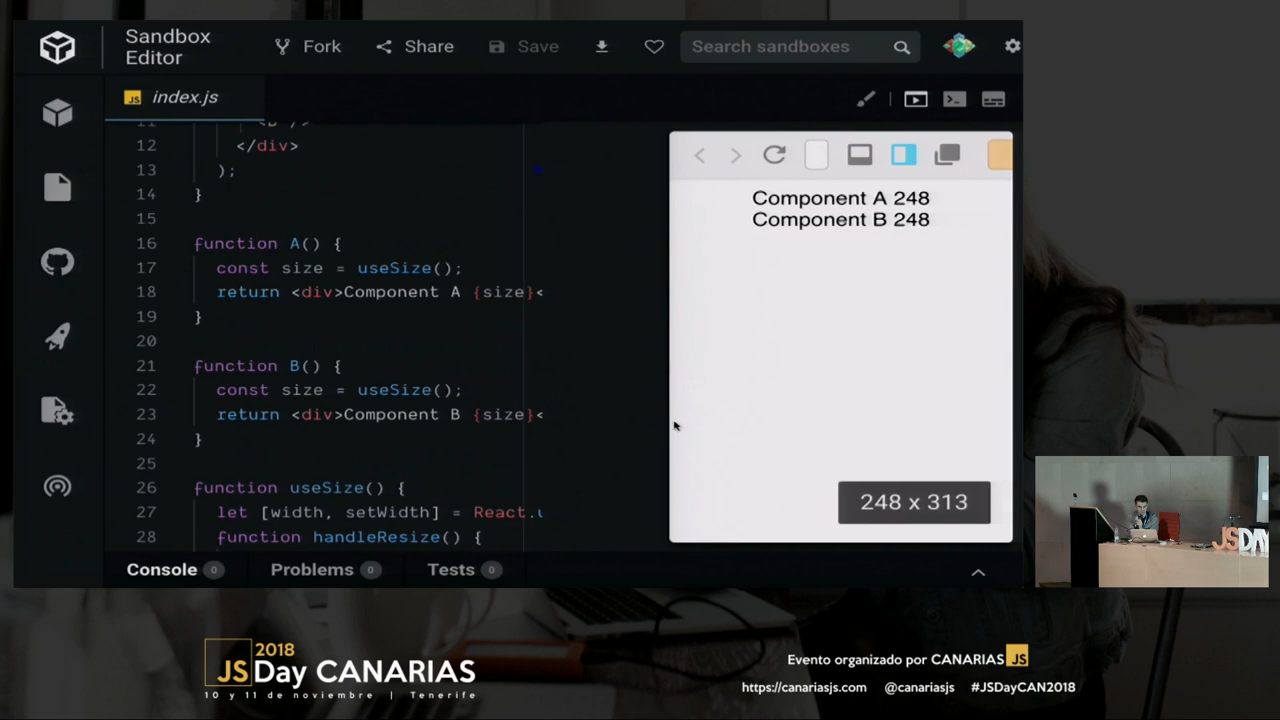 Sandbox
Editor
Fork
Share
Save
Search sandboxes
JS index.js
12 </div>
13 );
14 }
15
16 function A() {
17 const size = useSize();
18 return <div>Component A {size}<
19 }
20
21 function B() {
22 const size = useSize();
23 return <div>Component B {size}<
24 }
25
26 function useSize() {
27 let [width, setWidth] = React.u
28 function handleResize() {
Component A 248
Component B 248
248 x 313
Console 0
Problems 0
Tests 0
JSDAY
2018
JSDay CANARIAS
10 y 11 de noviembre | Tenerife
Evento organizado por CANARIAS JS
https://canariasjs.com @canariasjs #JSDayCAN2018